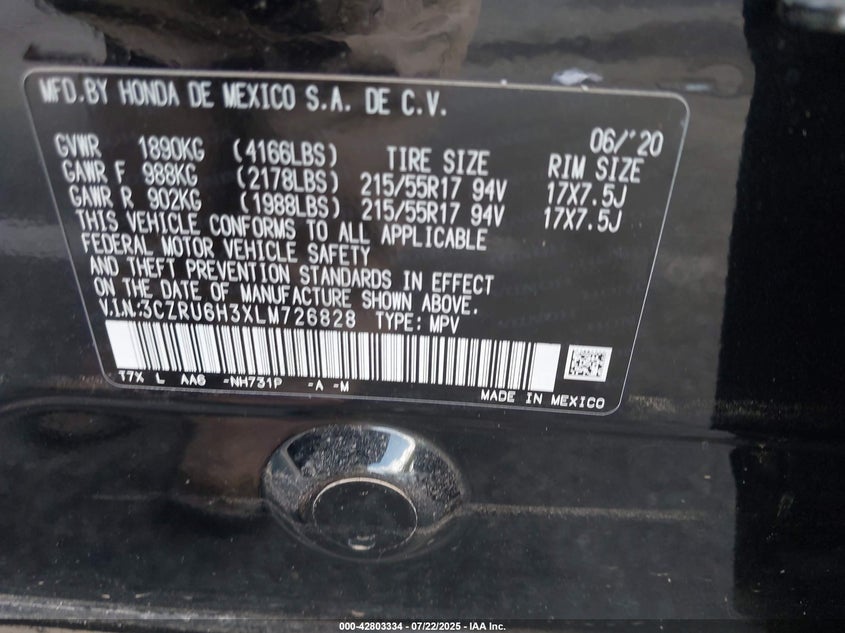 MFD.BY HONDA DE MEXICO S.A. DE C.V.
06/'20
GVWR 1890KG (4166LBS) TIRE SIZE RIM SIZE
GAWR F 988KG (2178LBS) 215/55R17 94V 17X7.5J
GAWR R 902KG (1988LBS) 215/55R17 94V 17X7.5J
THIS VEHICLE CONFORMS TO ALL APPLICABLE
FEDERAL MOTOR VEHICLE SAFETY
AND THEFT PREVENTION STANDARDS IN EFFECT
ON THE DATE OF MANUFACTURE SHOWN ABOVE.
V.I.N:3CZRU6H3XLM726828 TYPE: MPV
T7X L AA6 -NH731P -A -M
MADE IN MEXICO
000-42803334 - 07/22/2025 - IAA Inc.